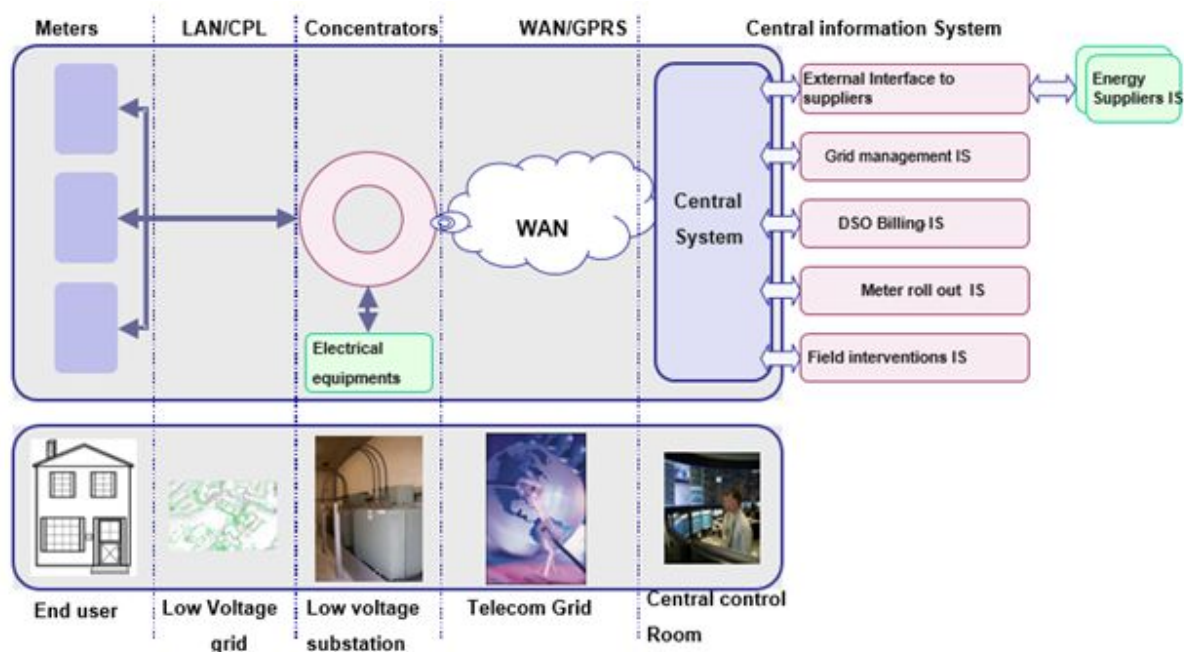 Meters
LAN/CPL
Concentrators
WAN/GPRS
Central information System
External Interface to
suppliers
Energy
Suppliers IS
Grid management IS
WAN
Central
System
DSO Billing IS
Meter roll out IS
Electrical
equipments
Field interventions IS
End user
Low Voltage
grid
Low voltage
substation
Telecom Grid
Central control
Room